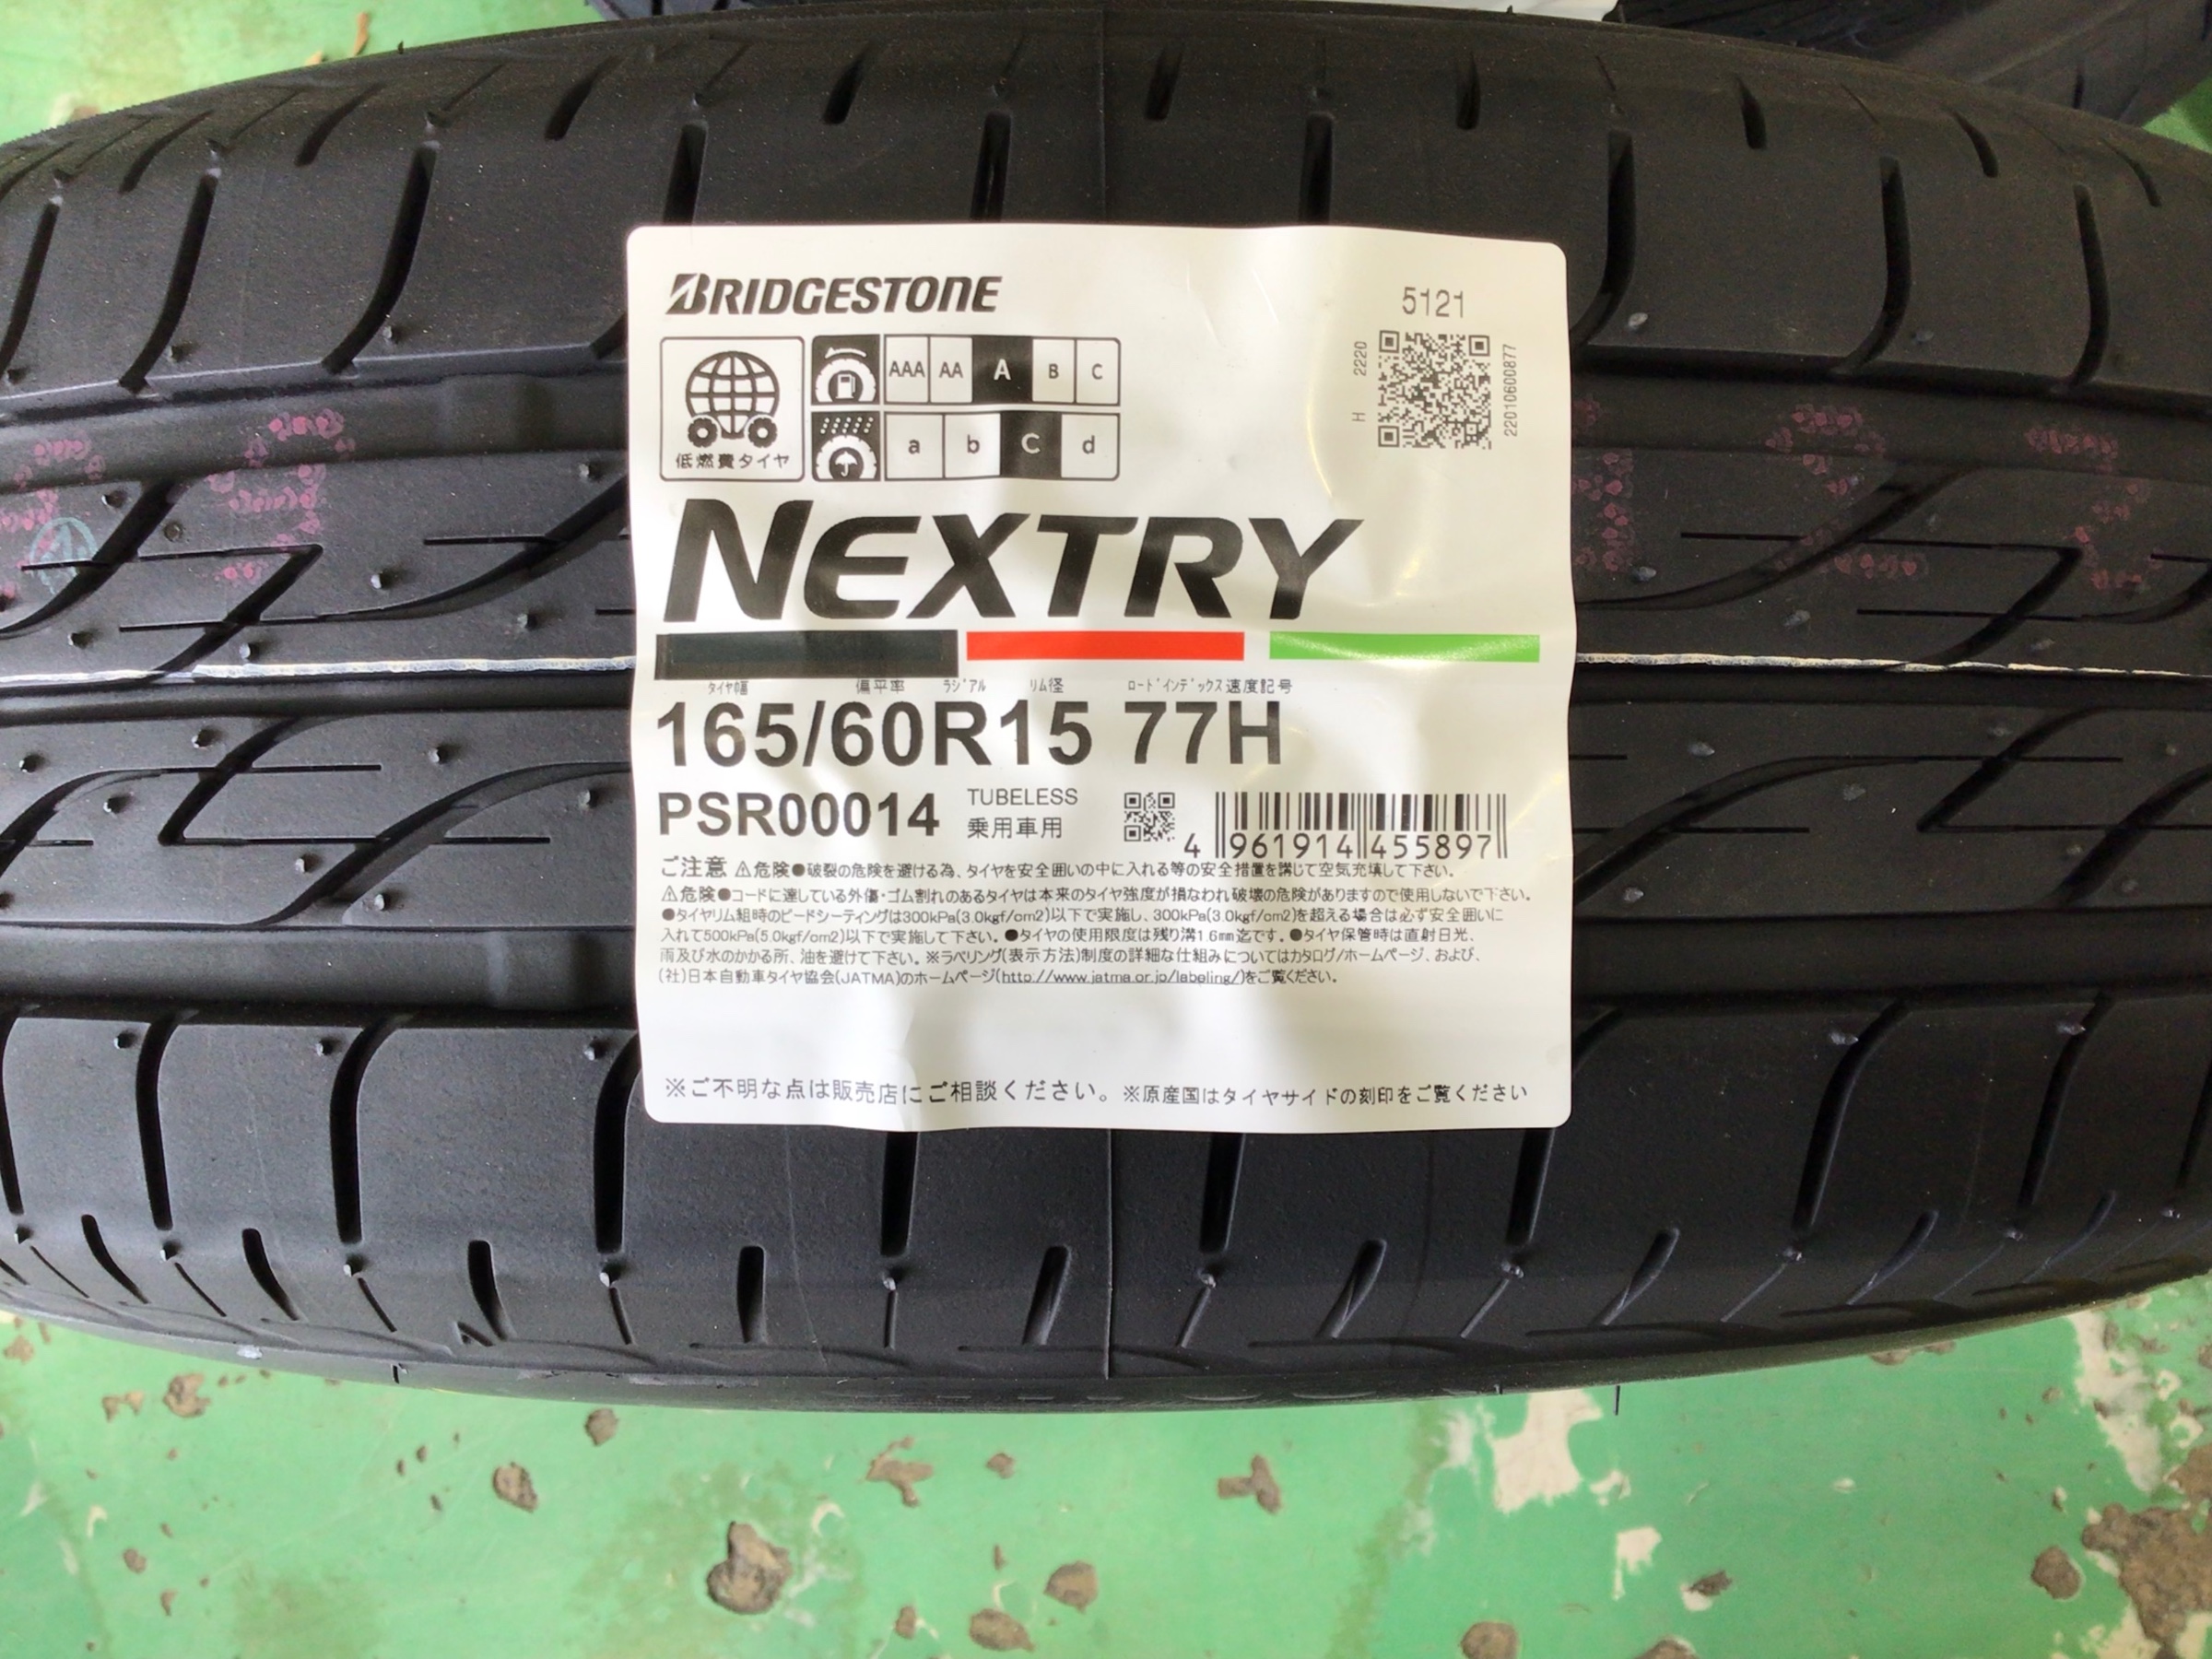 BRIDGESTONE
5121
H 2220
2201060087​7
AAA AA A B C
低燃費タイヤ
a b C d
NEXTRY
タイヤ幅 偏平率 ラジアル リム径 ロードインデックス 速度記号
165/60R15 77H
PSR00014 TUBELESS
乗用車用
4 961914 455897
ご注意 ⚠危険●破裂の危険を避ける為、タイヤを安全囲いの中に入れる等の安全措置を講じて空気充填して下さい。
⚠危険●コードに達している外傷・ゴム割れのあるタイヤは本来のタイヤ強度が損なわれ破壊の危険がありますので使用しないで下さい。
●タイヤリム組時のビードシーティングは300kPa(3.0kgf/cm2)以下で実施し、300kPa(3.0kgf/cm2)を超える場合は必ず安全囲いに
入れて500kPa(5.0kgf/cm2)以下で実施して下さい。●タイヤの使用限度は残り溝1.6mm迄です。●タイヤ保管時は直射日光、
雨及び水のかかる所、油を避けて下さい。※ラベリング(表示方法)制度の詳細な仕組みについてはカタログ/ホームページ、および、
(社)日本自動車タイヤ協会(JATMA)のホームページ(http://www.jatma.or.jp/labeling/)をご覧ください。
※ご不明な点は販売店にご相談ください。※原産国はタイヤサイドの刻印をご覧ください